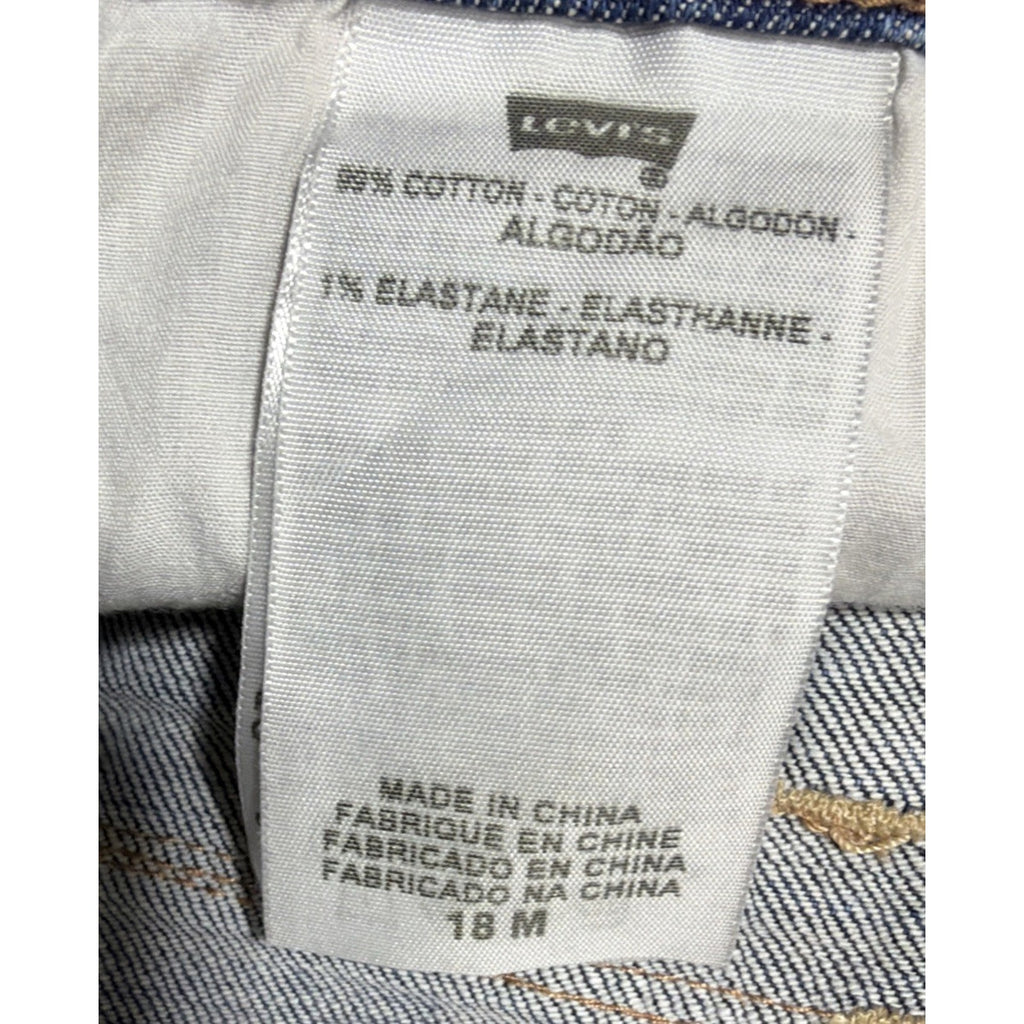 Levi's
®
99% COTTON - COTON - ALGODÓN -
ALGODÃO
1% ELASTANE - ELASTHANNE -
ELASTANO
MADE IN CHINA
FABRIQUÉ EN CHINE
FABRICADO EN CHINA
FABRICADO NA CHINA
18 M